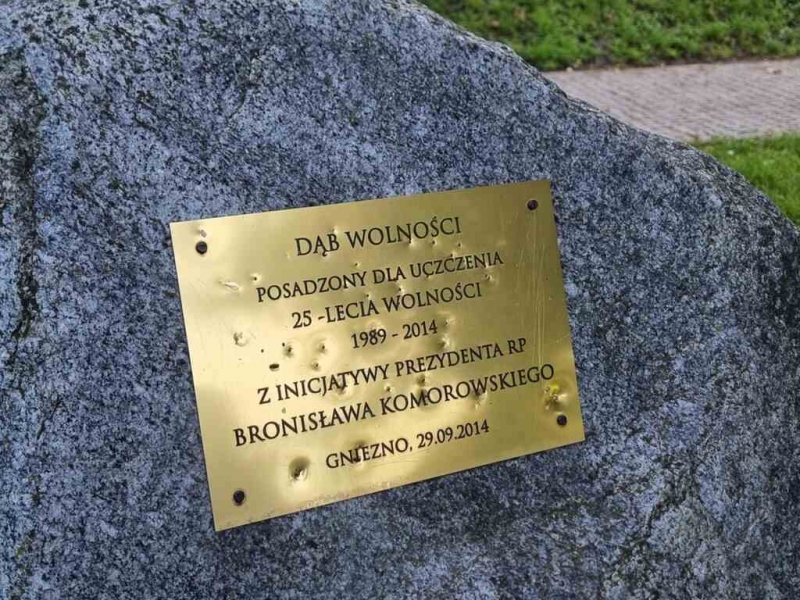 DĄB WOLNOŚCI
POSADZONY DLA UCZCZENIA
25 -LECIA WOLNOŚCI
1989 - 2014
Z INICJATYWY PREZYDENTA RP
BRONISŁAWA KOMOROWSKIEGO
GNIEZNO, 29.09.2014